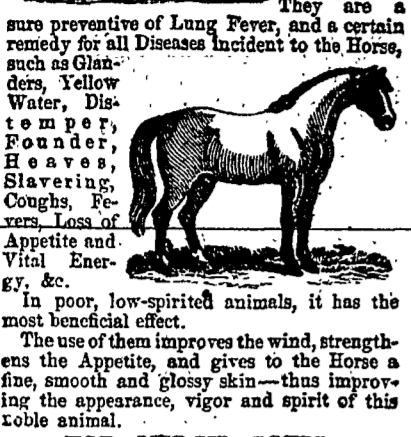 They are a
sure preventive of Lung Fever, and a certain
remedy for all Diseases Incident to the Horse,
such as Glan-
ders, Yellow
Water, Dis-
temper,
Founder,
Heaves,
Slavering,
Coughs, Fe-
vers, Loss of
Appetite and
Vital Ener-
gy, &c.
In poor, low-spirited animals, it has the
most beneficial effect.
The use of them improves the wind, strength-
ens the Appetite, and gives to the Horse a
fine, smooth and glossy skin—thus improv-
ing the appearance, vigor and spirit of this
noble animal.